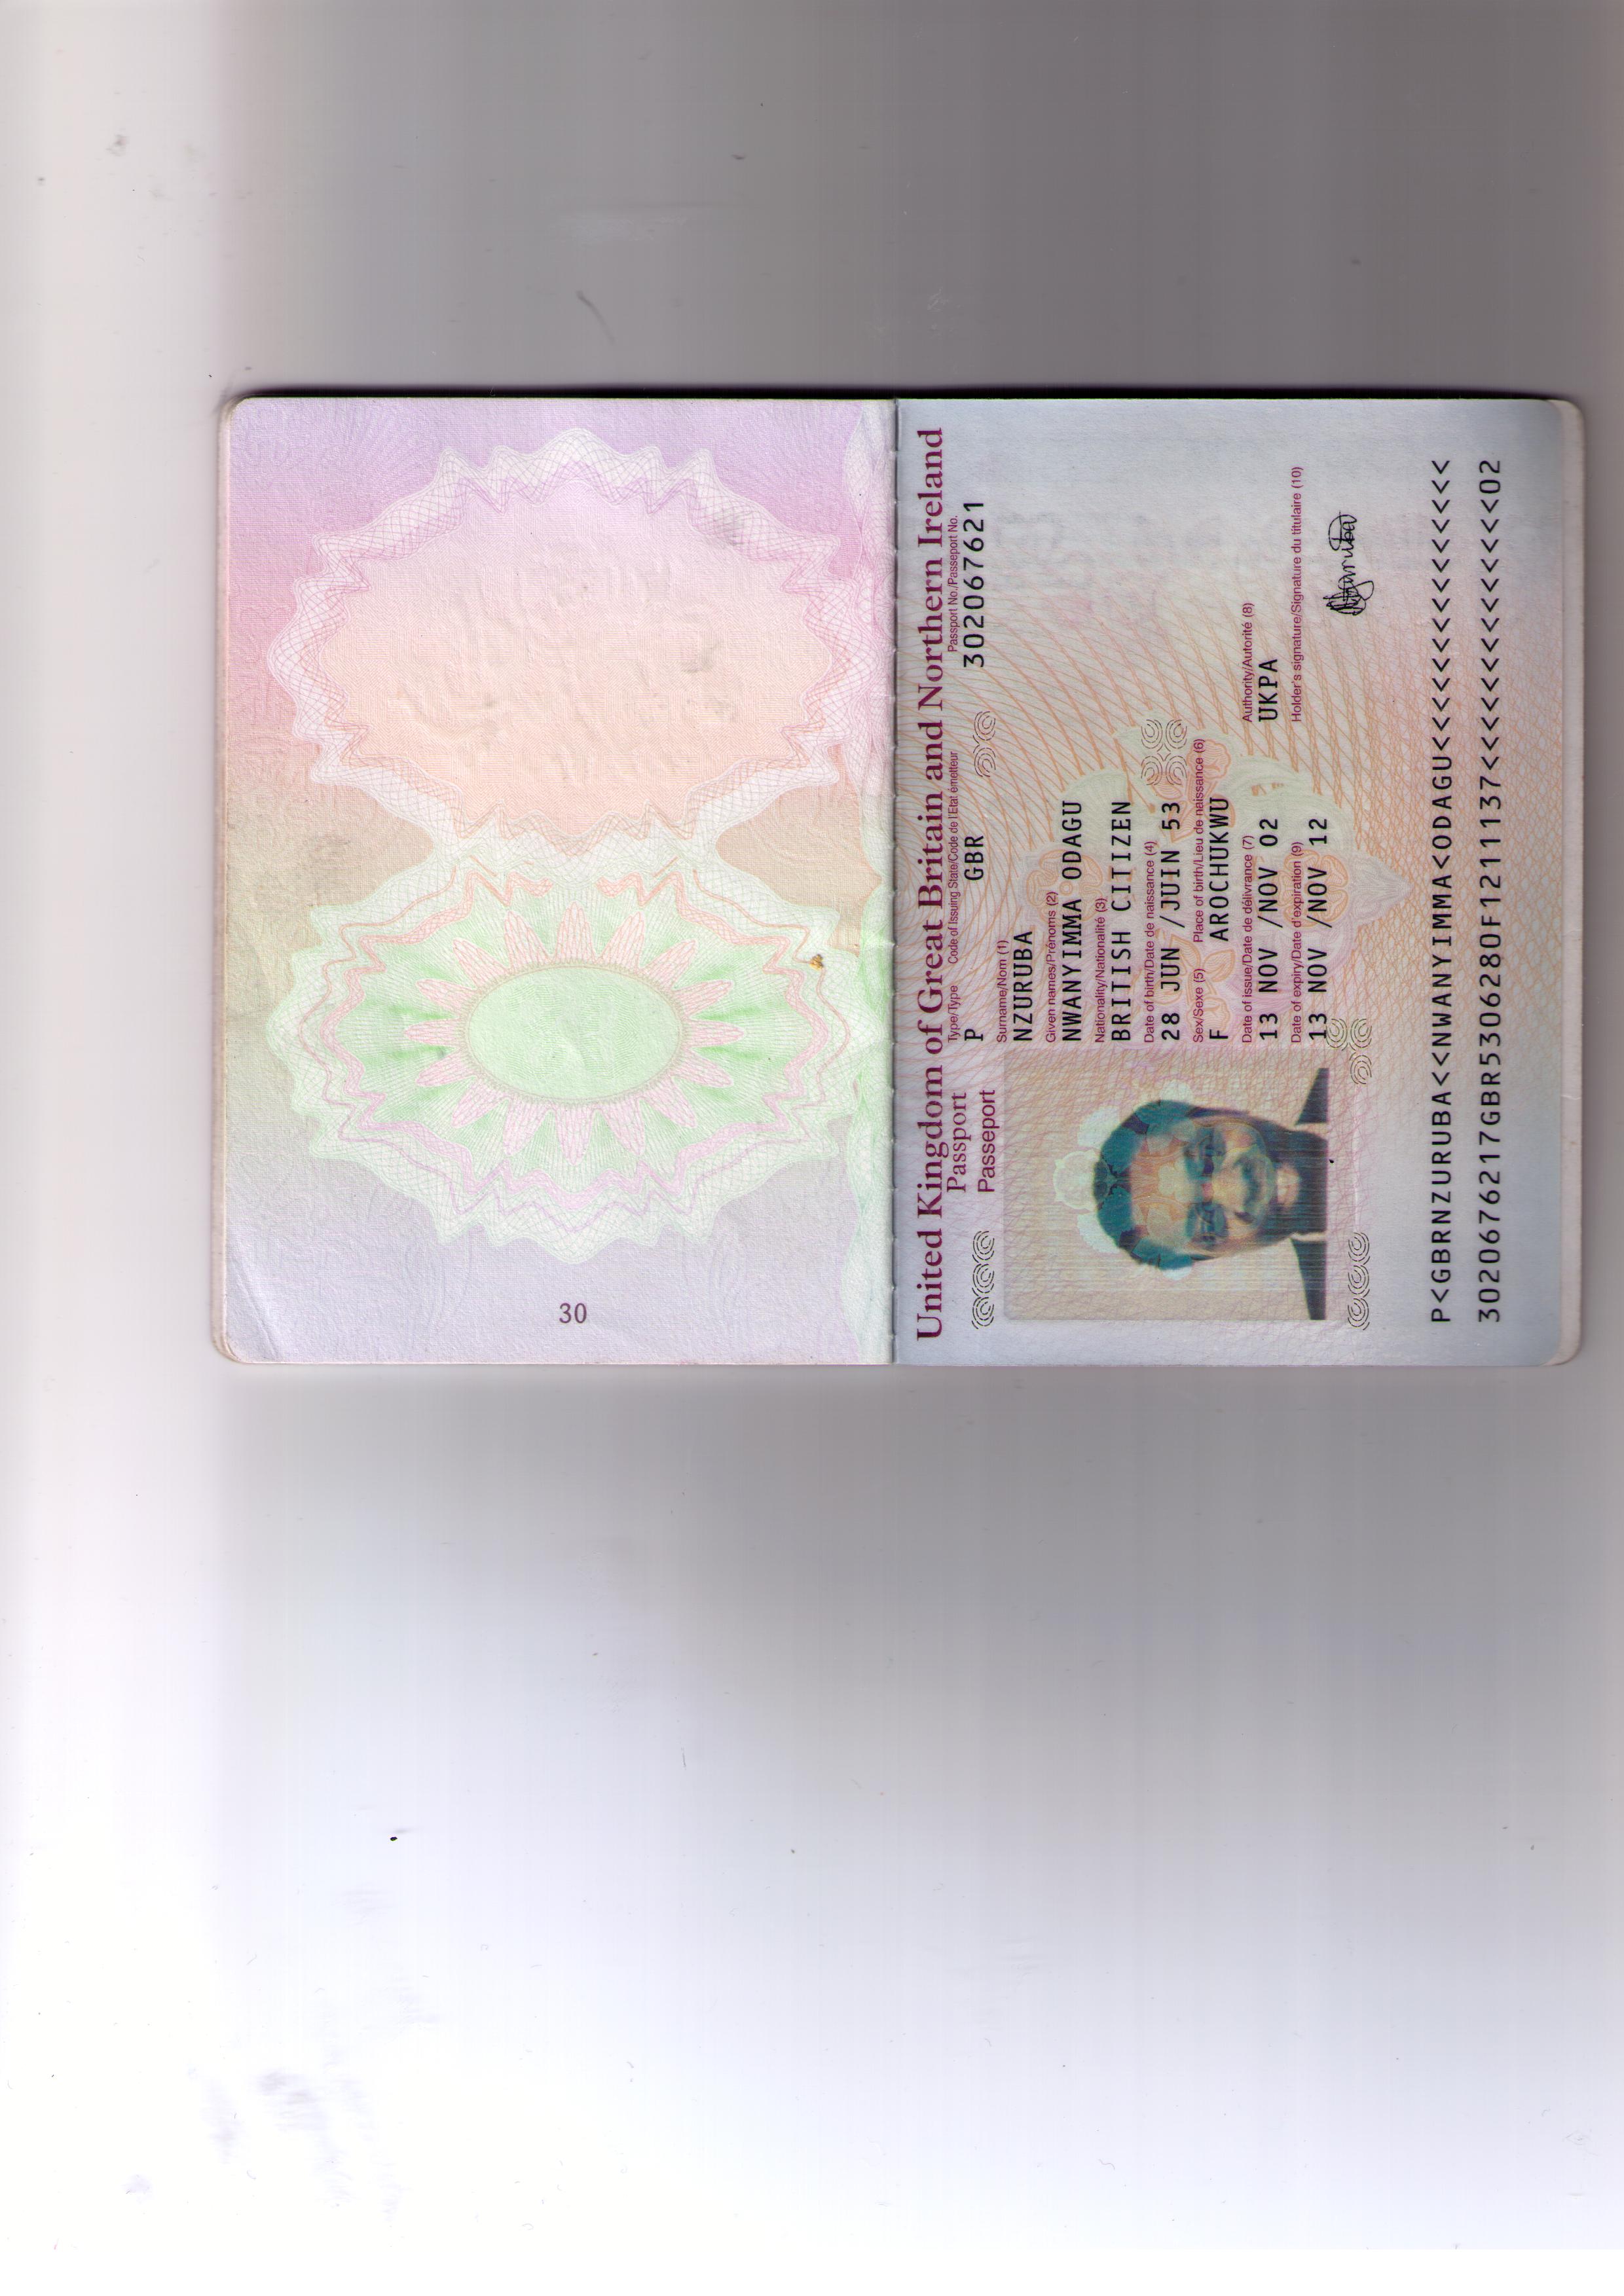 30
United Kingdom of Great Britain and Northern Ireland
Passport
Passeport
Type/Type Code of Issuing State/Code de l'Etat émetteur Passport No./Passeport No.
P GBR 302067621
Surname/Nom (1)
NZURUBA
Given names/Prénoms (2)
NWANYIMMA ODAGU
Nationality/Nationalité (3)
BRITISH CITIZEN
Date of birth/Date de naissance (4)
28 JUN /JUIN 53
Sex/Sexe (5) Place of birth/Lieu de naissance (6)
F AROCHUKWU
Date of issue/Date de délivrance (7) Authority/Autorité (8)
13 NOV /NOV 02 UKPA
Date of expiry/Date d'expiration (9) Holder's signature/Signature du titulaire (10)
13 NOV /NOV 12
P<GBRNZURUBA<<NWANYIMMA<ODAGU<<<<<<<<<<<<<<<
3020676217GBR5306280F1211137<<<<<<<<<<<<<<02